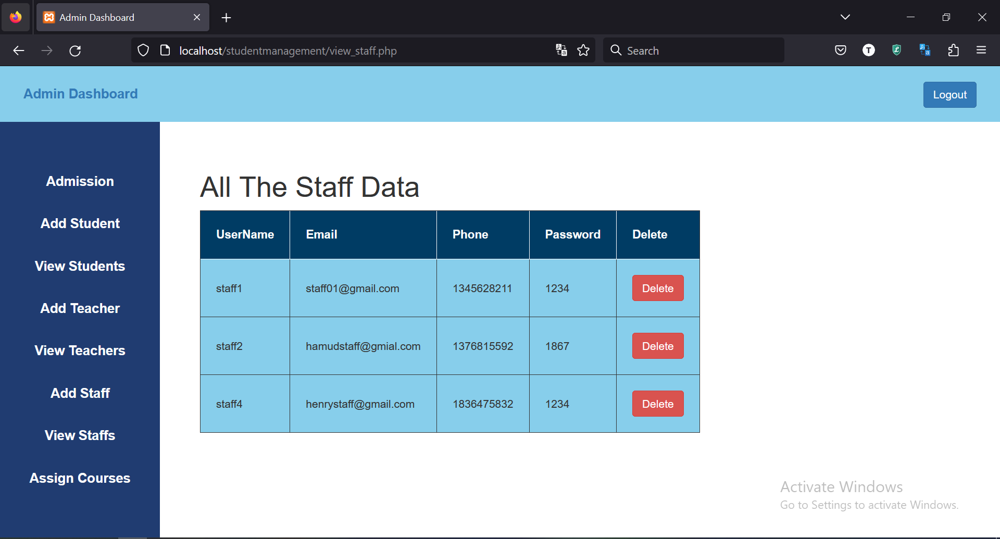 Admin Dashboard
localhost/studentmanagement/view_staff.php
Search
T
Admin Dashboard
Logout
Admission
Add Student
View Students
Add Teacher
View Teachers
Add Staff
View Staffs
Assign Courses
All The Staff Data
UserName Email Phone Password Delete
staff1 staff01@gmail.com 1345628211 1234 Delete
staff2 hamudstaff@gmial.com 1376815592 1867 Delete
staff4 henrystaff@gmail.com 1836475832 1234 Delete
Activate Windows
Go to Settings to activate Windows.